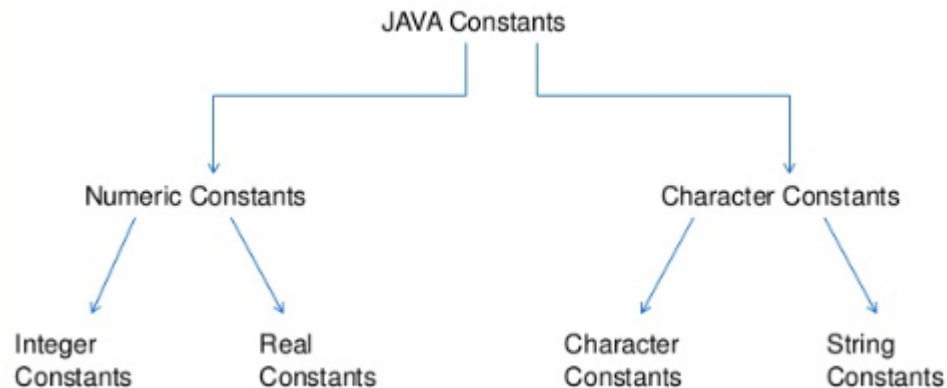 JAVA Constants
Numeric Constants
Character Constants
Integer
Constants
Real
Constants
Character
Constants
String
Constants